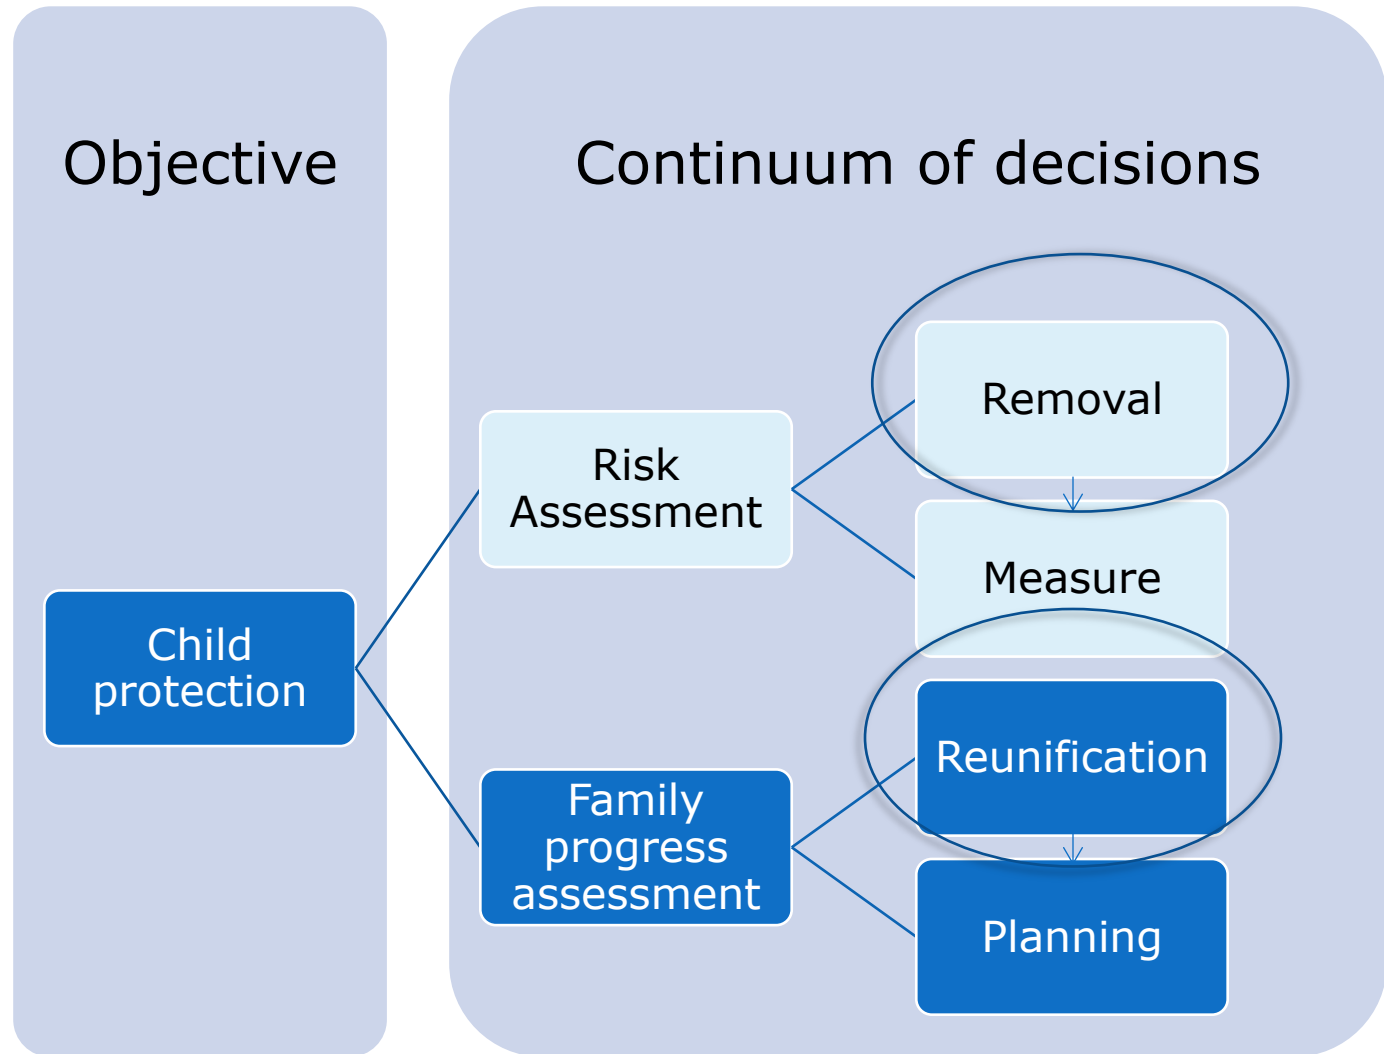 Objective
Continuum of decisions
Child
protection
Risk
Assessment
Removal
Measure
Family
progress
assessment
Reunification
Planning